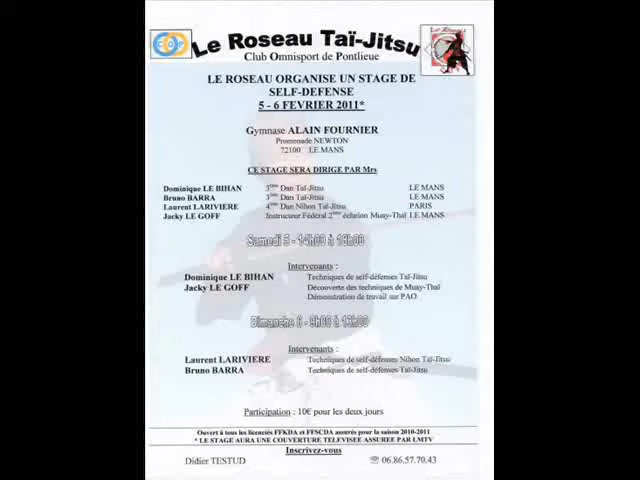 COP
Le Roseau Taï-Jitsu
Club Omnisport de Pontlieue
LE ROSEAU ORGANISE UN STAGE DE
SELF-DEFENSE
5 - 6 FEVRIER 2011*
Gymnase ALAIN FOURNIER
Promenade NEWTON
72100 LE MANS
CE STAGE SERA DIRIGE PAR Mrs
Dominique LE BIHAN 3ème Dan Taï-Jitsu LE MANS
Bruno BARRA 3ème Dan Taï-Jitsu LE MANS
Laurent LARIVIERE 4ème Dan Nihon Taï-Jitsu PARIS
Jacky LE GOFF Instructeur Fédéral 2ème échelon Muay-Thaï LE MANS
Samedi 5 - 14h00 à 18h00
Intervenants :
Dominique LE BIHAN Techniques de self-défenses Taï-Jitsu
Jacky LE GOFF Découverte des techniques de Muay-Thaï
Démonstration de travail sur PAO
Dimanche 6 - 9h00 à
Intervenants :
Laurent LARIVIERE Techniques de self-défenses Nihon Taï-Jitsu
Bruno BARRA Techniques de self-défenses Taï-Jitsu
Participation : 10€ pour les deux jours
Ouvert à tous les licenciés FFKDA et FFSCDA assurés pour la saison 2010-2011
* LE STAGE AURA UNE COUVERTURE TELEVISEE ASSUREE PAR LMTV
Inscrivez-vous
Didier TESTUD ☏ 06.86.57.70.43